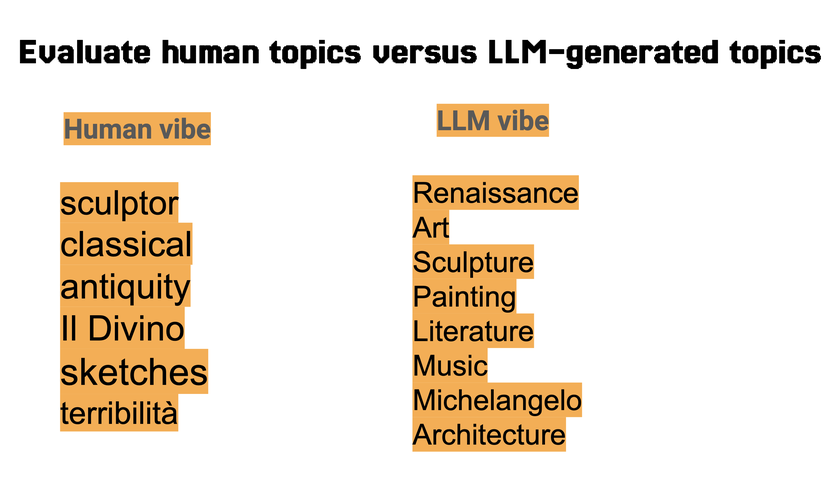 Evaluate human topics versus LLM-generated topics
Human vibe
sculptor
classical
antiquity
Il Divino
sketches
terribilità
LLM vibe
Renaissance
Art
Sculpture
Painting
Literature
Music
Michelangelo
Architecture